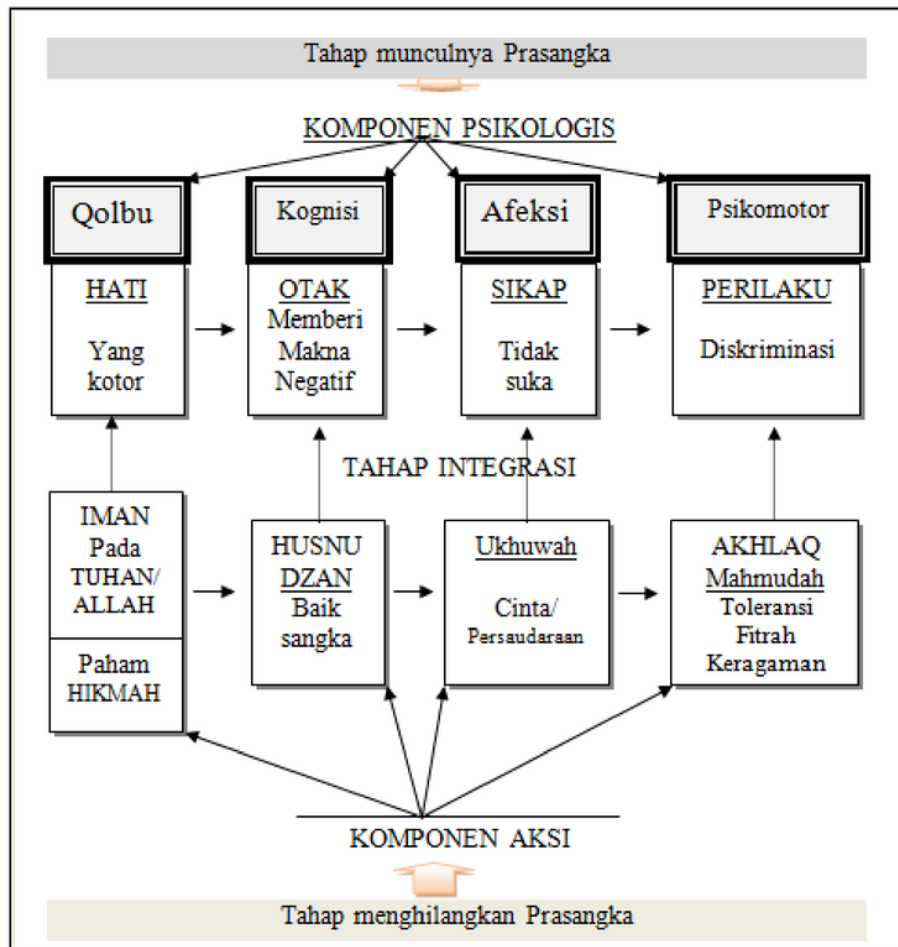 Tahap munculnya Prasangka
KOMPONEN PSIKOLOGIS
Qolbu
Kognisi
Afeksi
Psikomotor
HATI
Yang
kotor
OTAK
Memberi
Makna
Negatif
SIKAP
Tidak
suka
PERILAKU
Diskriminasi
TAHAP INTEGRASI
IMAN
Pada
TUHAN/
ALLAH
Paham
HIKMAH
HUSNU
DZAN
Baik
sangka
Ukhuwah
Cinta/
Persaudaraan
AKHLAQ
Mahmudah
Toleransi
Fitrah
Keragaman
KOMPONEN AKSI
Tahap menghilangkan Prasangka